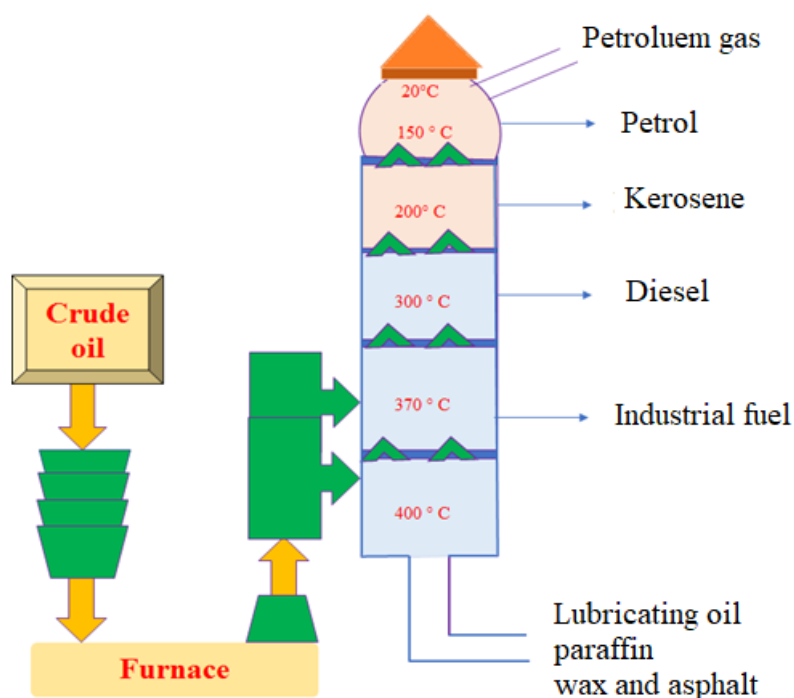 Petroluem gas
20°C
150 ° C
Petrol
200° C
Kerosene
Crude
oil
300 ° C
Diesel
370 ° C
Industrial fuel
400 ° C
Furnace
Lubricating oil
paraffin
wax and asphalt